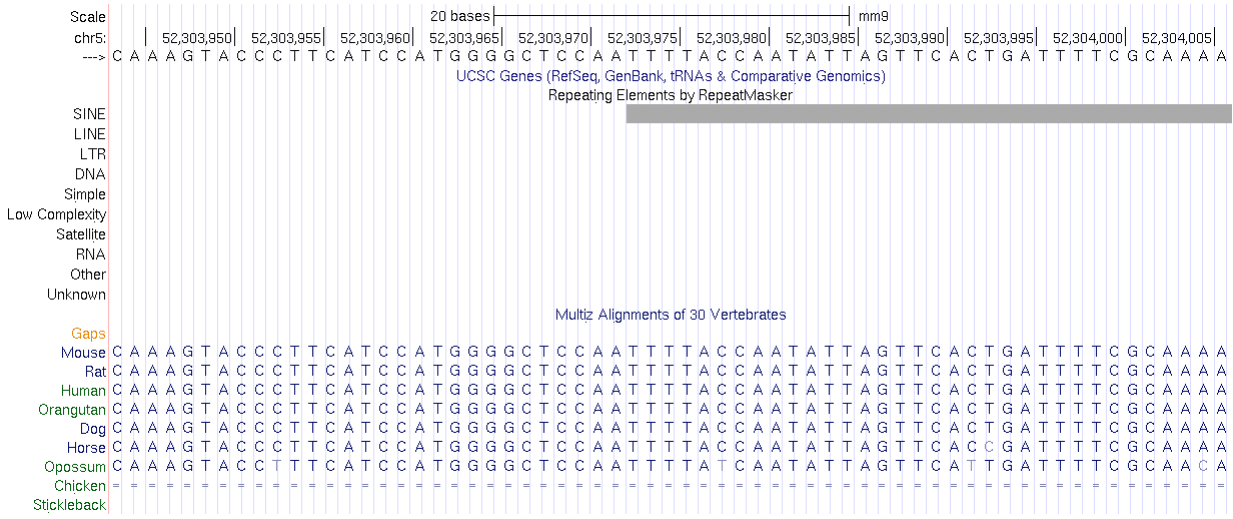 Scale 20 bases mm9
chr5: 52,303,950 52,303,955 52,303,960 52,303,965 52,303,970 52,303,975 52,303,980 52,303,985 52,303,990 52,303,995 52,304,000 52,304,005
---> C A A A G T A C C C T T C A T C C A T G G G G C T C C A A T T T T A C C A A T A T T A G T T C A C T G A T T T T C G C A A A A
UCSC Genes (RefSeq, GenBank, tRNAs & Comparative Genomics)
Repeating Elements by RepeatMasker
SINE
LINE
LTR
DNA
Simple
Low Complexity
Satellite
RNA
Other
Unknown
Multiz Alignments of 30 Vertebrates
Gaps
Mouse C A A A G T A C C C T T C A T C C A T G G G G C T C C A A T T T T A C C A A T A T T A G T T C A C T G A T T T T C G C A A A A
Rat C A A A G T A C C C T T C A T C C A T G G G G C T C C A A T T T T A C C A A T A T T A G T T C A C T G A T T T T C G C A A A A
Human C A A A G T A C C C T T C A T C C A T G G G G C T C C A A T T T T A C C A A T A T T A G T T C A C T G A T T T T C G C A A A A
Orangutan C A A A G T A C C C T T C A T C C A T G G G G C T C C A A T T T T A C C A A T A T T A G T T C A C T G A T T T T C G C A A A A
Dog C A A A G T A C C C T T C A T C C A T G G G G C T C C A A T T T T A C C A A T A T T A G T T C A C T G A T T T T C G C A A A A
Horse C A A A G T A C C C T T C A T C C A T G G G G C T C C A A T T T T A C C A A T A T T A G T T C A C C G A T T T T C G C A A A A
Opossum C A A A G T A C C T T T C A T C C A T G G G G C T C C A A T T T T A T C A A T A T T A G T T C A T T G A T T T T C G C A A C A
Chicken = = = = = = = = = = = = = = = = = = = = = = = = = = = = = = = = = = = = = = = = = = = = = = = = = = = = = = = = = = = = = = =
Stickleback